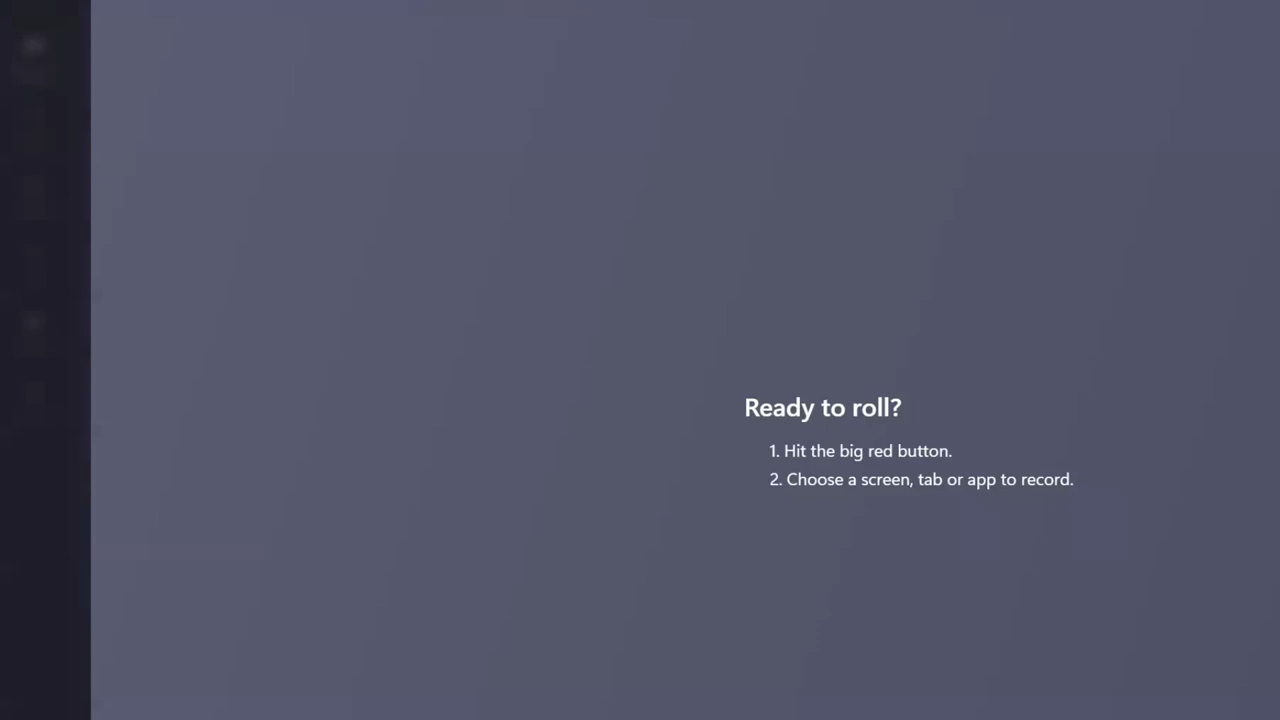 Ready to roll?
1. Hit the big red button.
2. Choose a screen, tab or app to record.